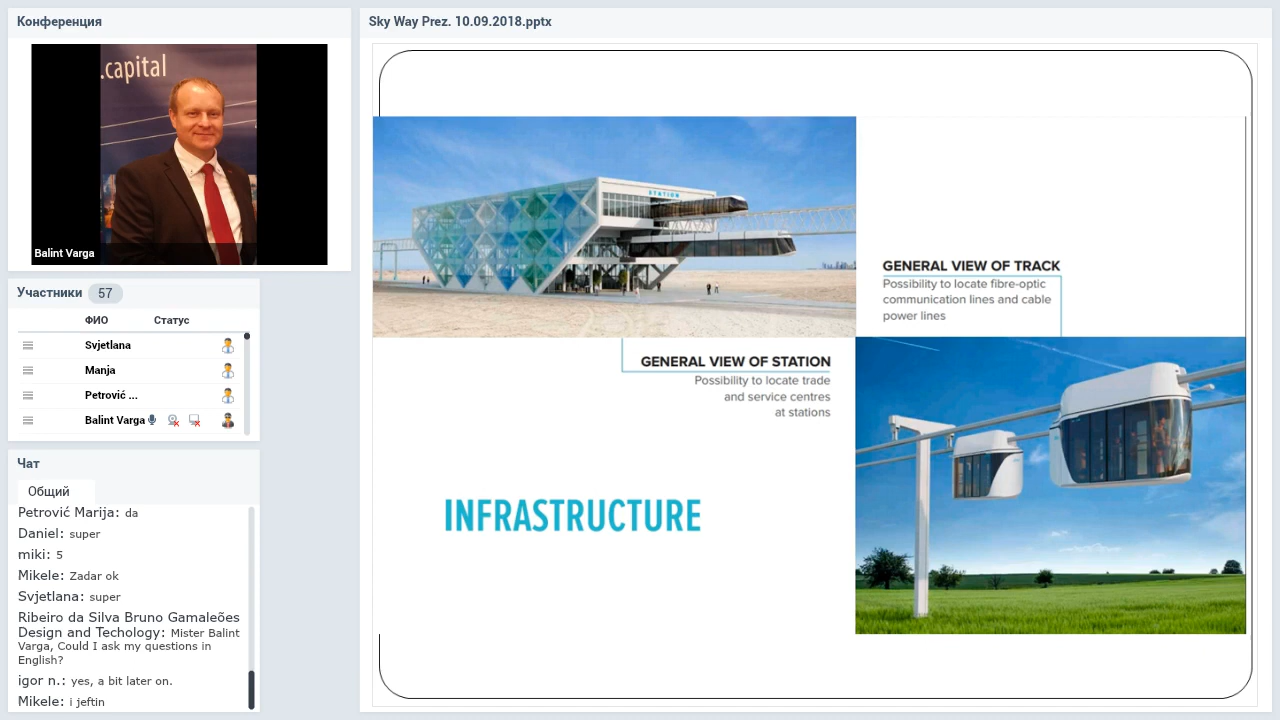 Конференция
.capital
Balint Varga
Участники 57
ФИО Статус
Svjetlana
Manja
Petrović ...
Balint Varga
Чат
Общий
Petrović Marija: da
Daniel: super
miki: 5
Mikele: Zadar ok
Svjetlana: super
Ribeiro da Silva Bruno Gamaleões
Design and Techology: Mister Balint
Varga, Could I ask my questions in
English?
igor n.: yes, a bit later on.
Mikele: i jeftin
Sky Way Prez. 10.09.2018.pptx
STATION
GENERAL VIEW OF TRACK
Possibility to locate fibre-optic
communication lines and cable
power lines
GENERAL VIEW OF STATION
Possibility to locate trade
and service centres
at stations
INFRASTRUCTURE